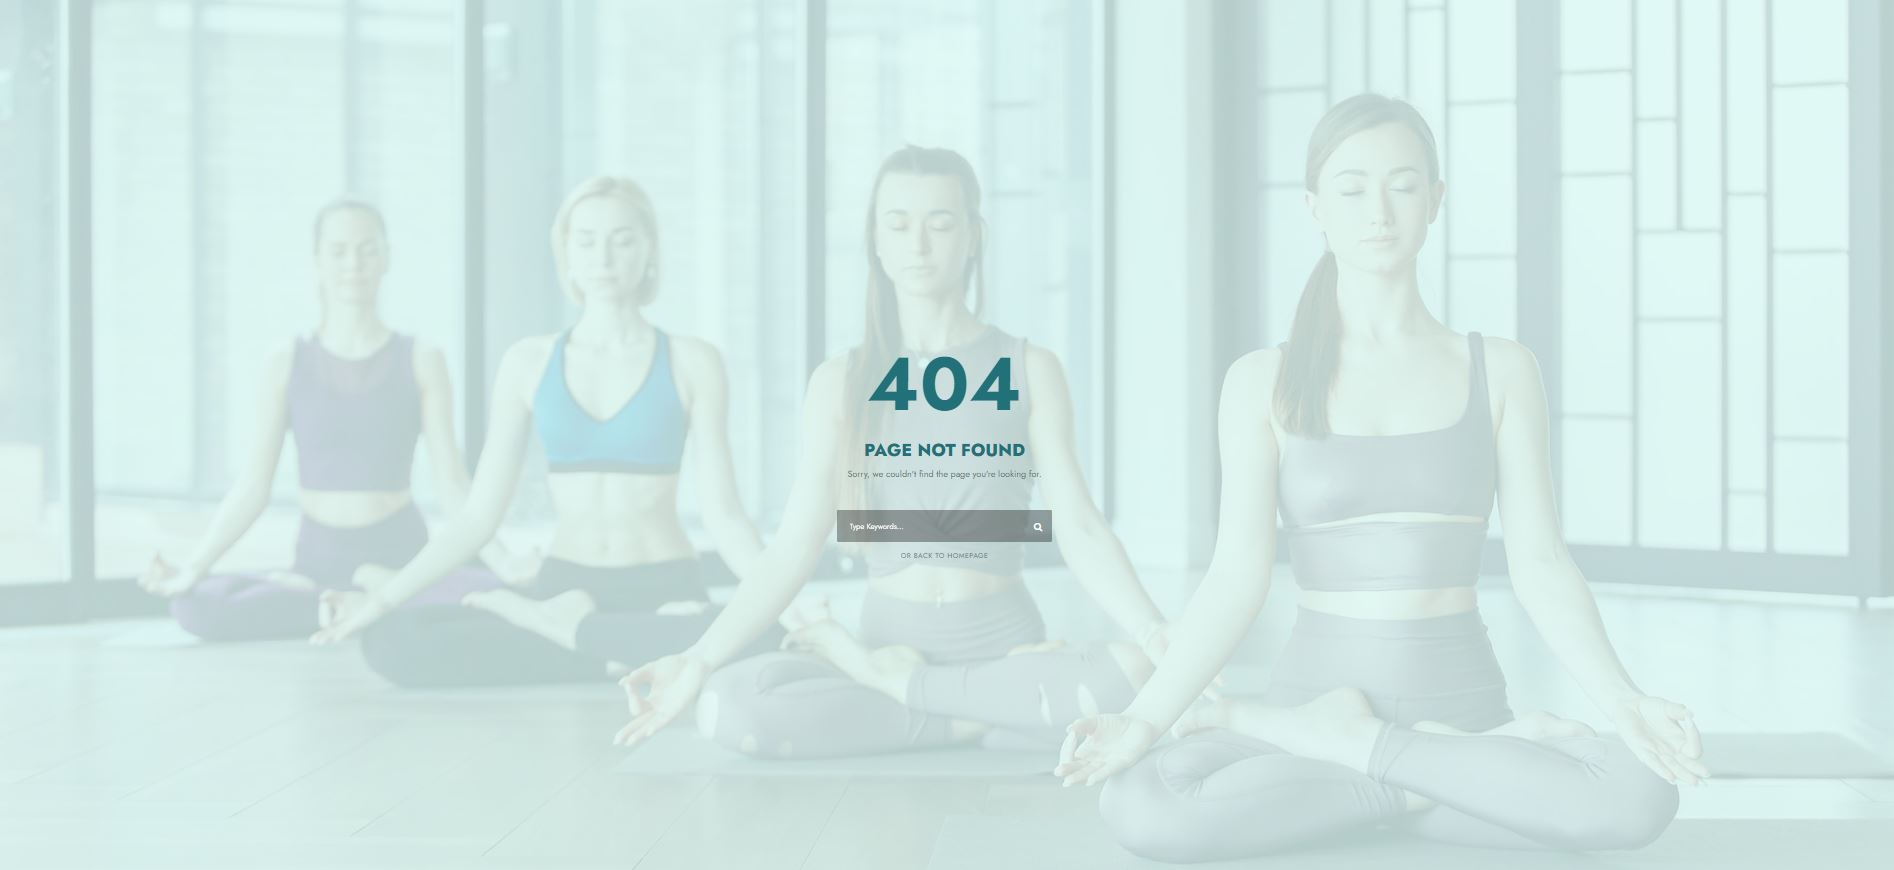 404
PAGE NOT FOUND
Sorry, we couldn't find the page you're looking for.
Type Keywords...
OR BACK TO HOMEPAGE